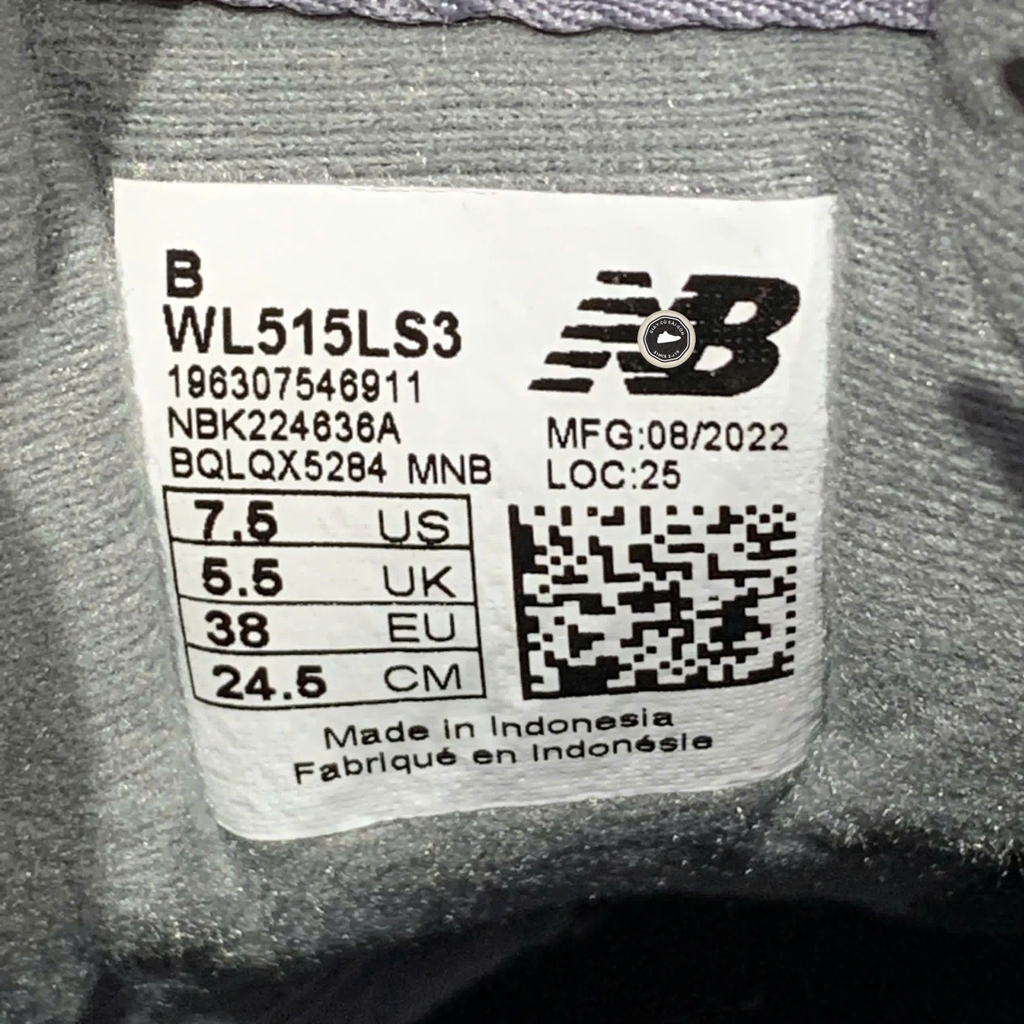 B
WL515LS3
196307546911
NBK224636A
BQLQX5284 MNB
NB
MFG:08/2022
LOC:25
7.5 US
5.5 UK
38 EU
24.5 CM
Made in Indonesia
Fabriqué en Indonésie